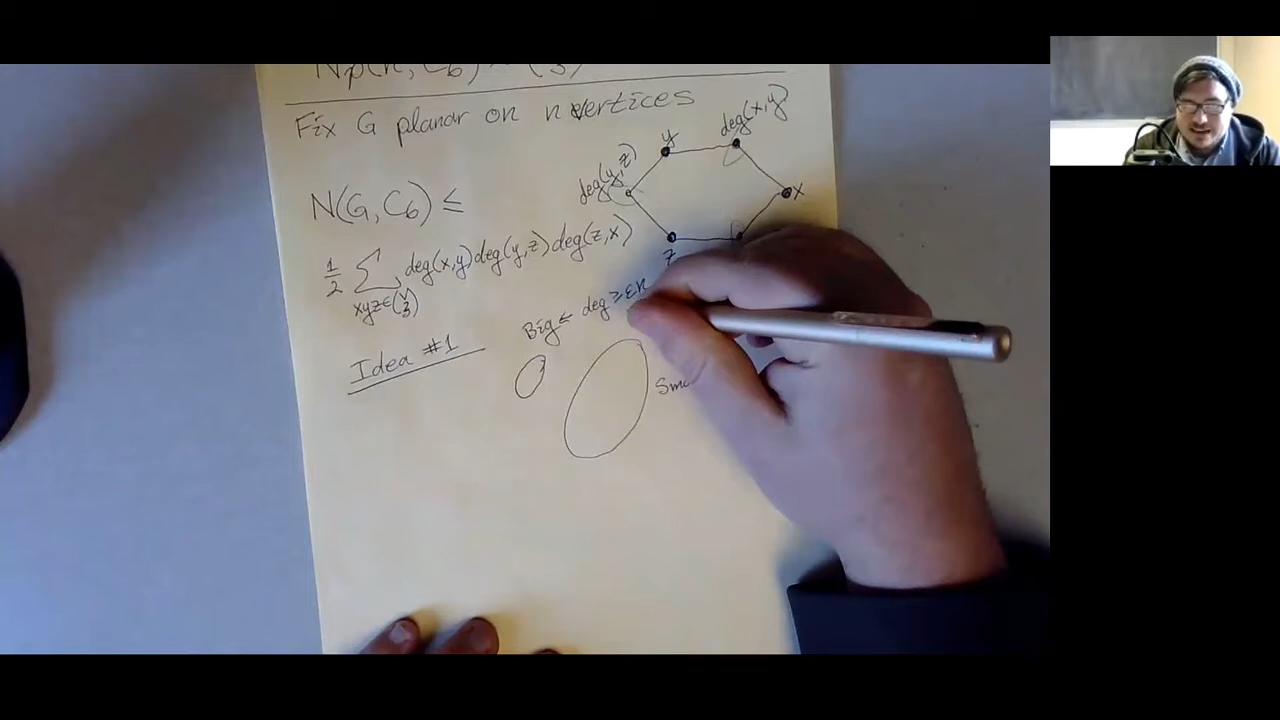 Fix G planar on n vertices
deg(x,y)
y
deg(y,z)
x
N(G, C₆) ≤
z
1/2 Σ deg(x,y) deg(y,z) deg(z,x)
xyz∈(V 3)
Big ← deg ≥ εn
Idea #1